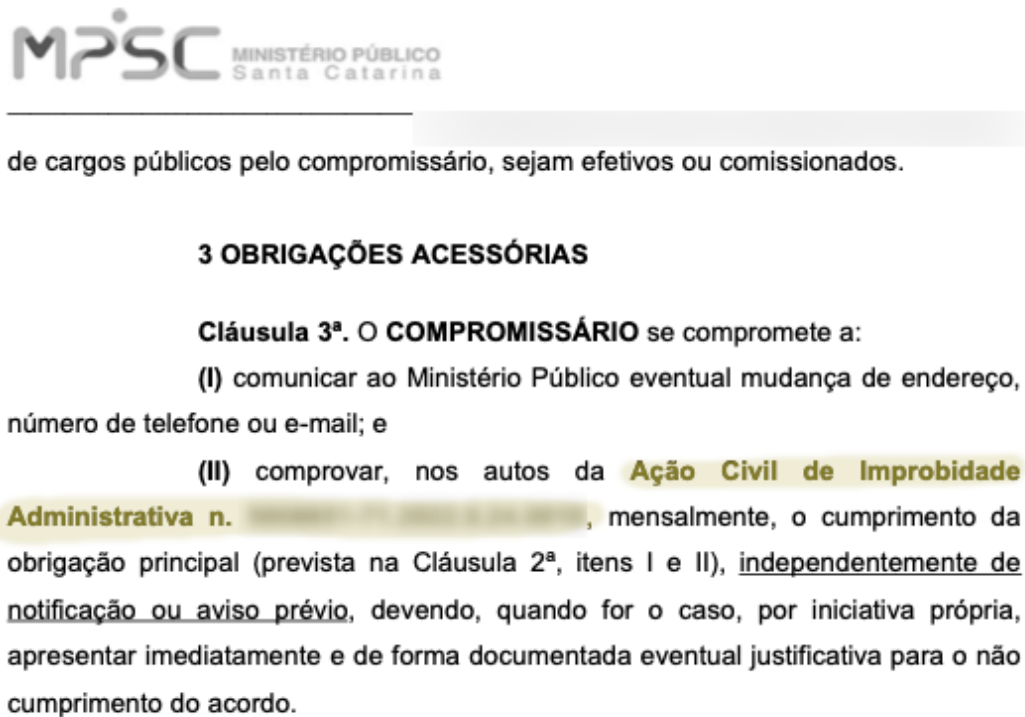 MPSC MINISTÉRIO PÚBLICO
Santa Catarina
de cargos públicos pelo compromissário, sejam efetivos ou comissionados.
3 OBRIGAÇÕES ACESSÓRIAS
Cláusula 3ª. O COMPROMISSÁRIO se compromete a:
(I) comunicar ao Ministério Público eventual mudança de endereço,
número de telefone ou e-mail; e
(II) comprovar, nos autos da Ação Civil de Improbidade
Administrativa n. , mensalmente, o cumprimento da
obrigação principal (prevista na Cláusula 2ª, itens I e II), independentemente de
notificação ou aviso prévio, devendo, quando for o caso, por iniciativa própria,
apresentar imediatamente e de forma documentada eventual justificativa para o não
cumprimento do acordo.